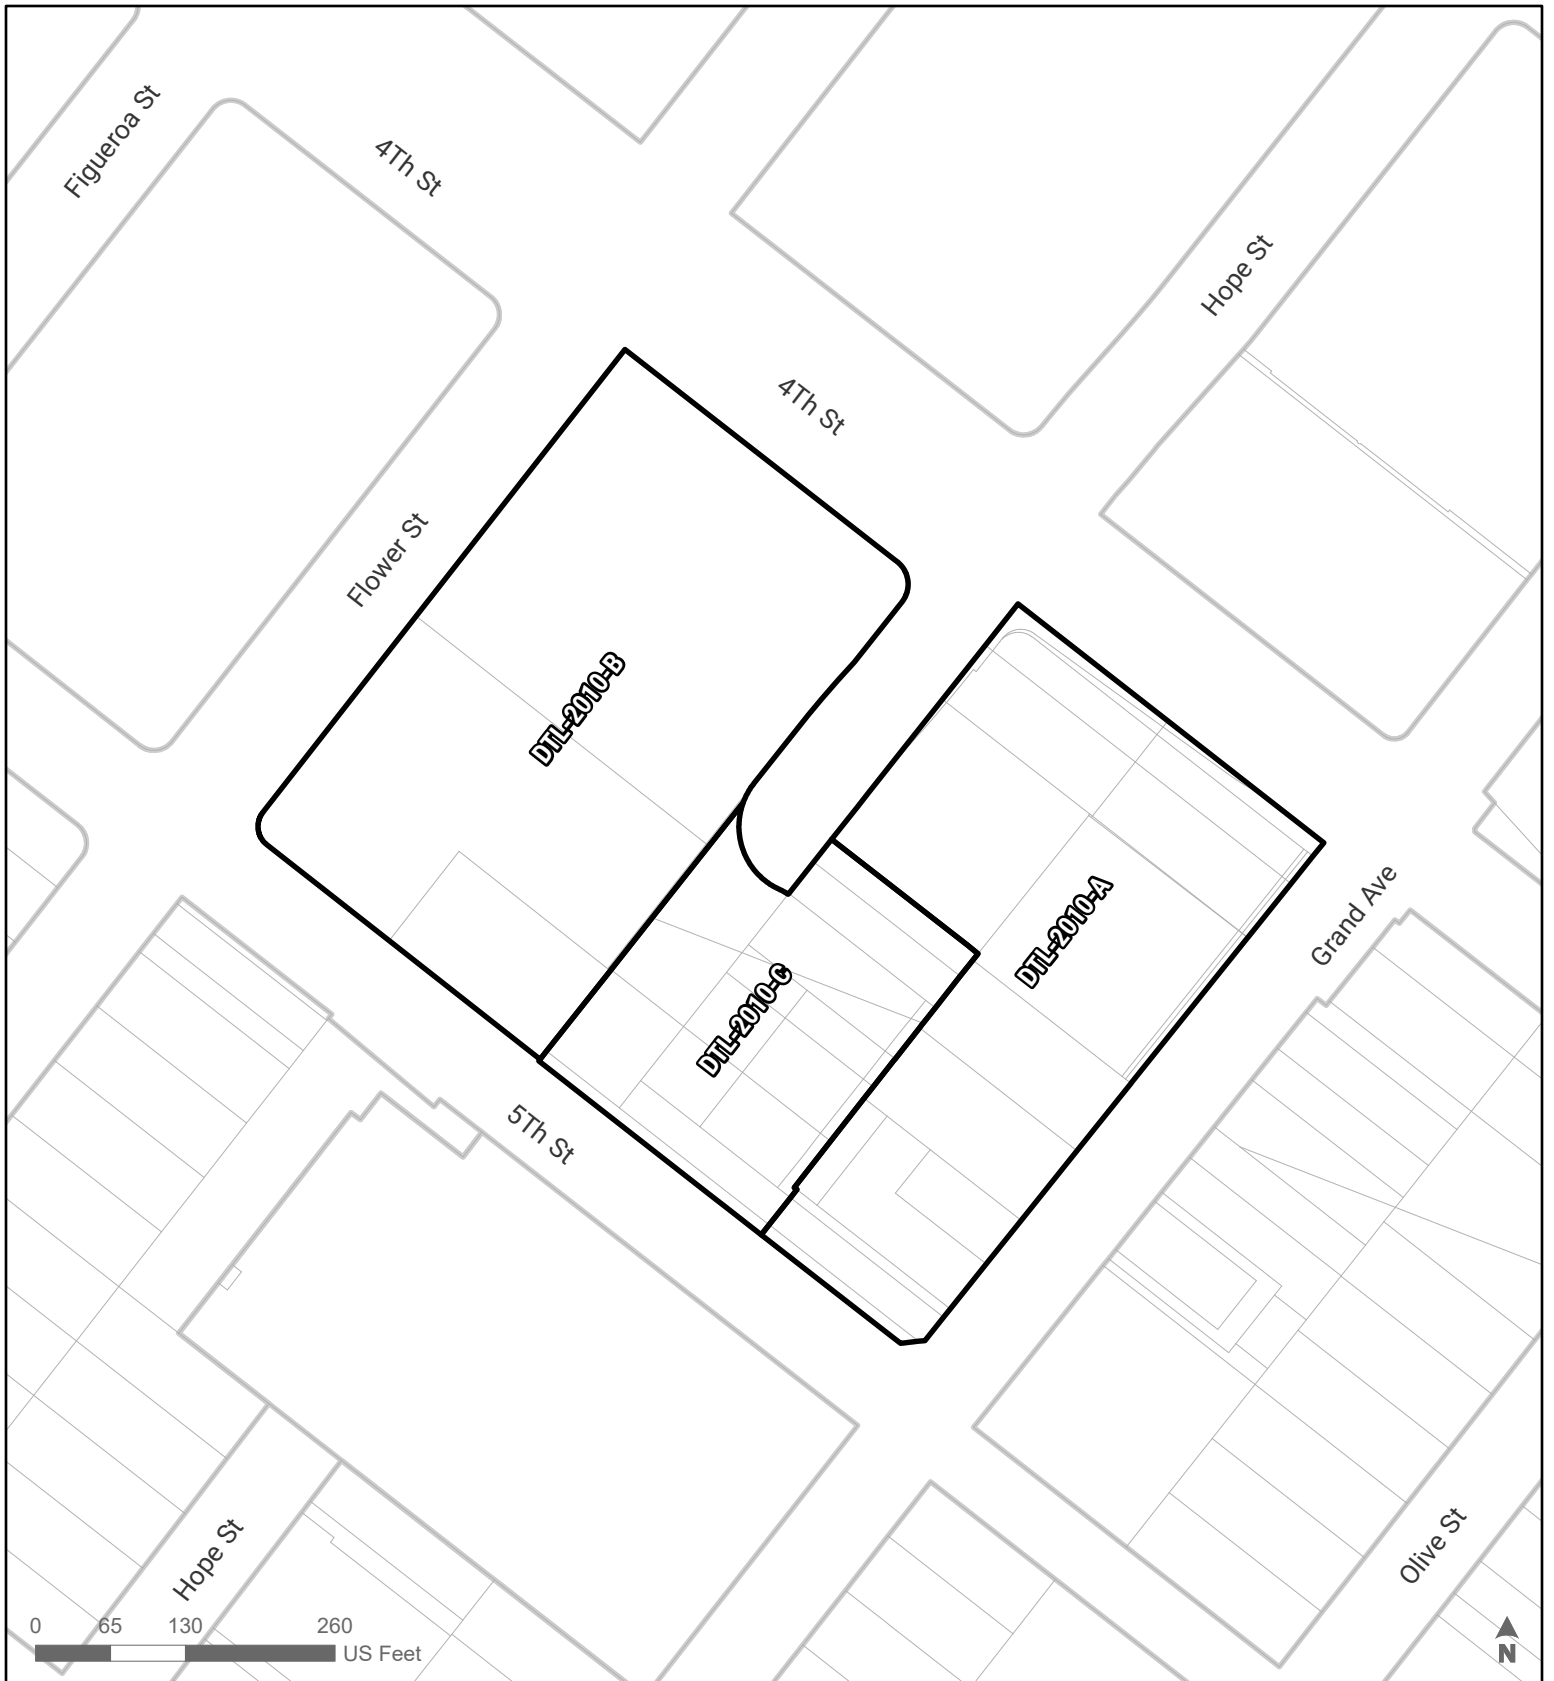 Figueroa St
4Th St
Hope St
4Th St
Flower St
DTL-2010-B
DTL-2010-A
Grand Ave
DTL-2010-C
5Th St
Hope St
Olive St
0 65 130 260
US Feet
N